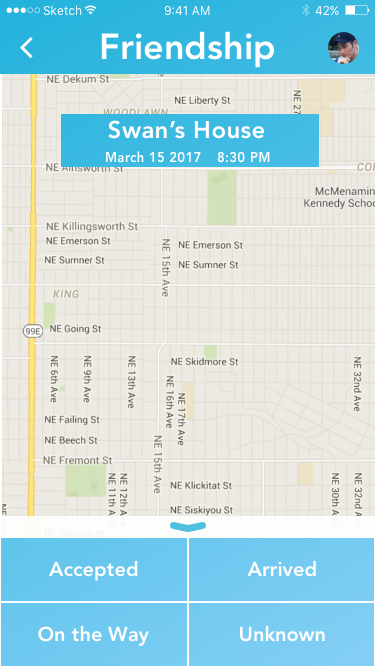 Sketch 9:41 AM 42%
Friendship
NE Dekum St
NE Liberty St
WOODLAWN
NE 27
Swan's House
March 15 2017 8:30 PM
NE Ainsworth St
CO
McMenamin
Kennedy Schoo
NE Killingsworth St
NE Emerson St
NE Emerson St
NE Sumner St
NE Sumner St
NE 15th Ave
KING
99E
NE Going St
NE Skidmore St
NE 6th Ave
NE 9th Ave
NE 13th Ave
NE 16th Ave
NE 17th Ave
NE 32nd Ave
NE Failing St
NE Beech St
NE Fremont St
NE 15th Ave
NE 11th A
NE 12th Ave
NE Klickitat St
NE 30th Ave
NE 32nd A
NE Siskiyou St
Accepted Arrived
On the Way Unknown